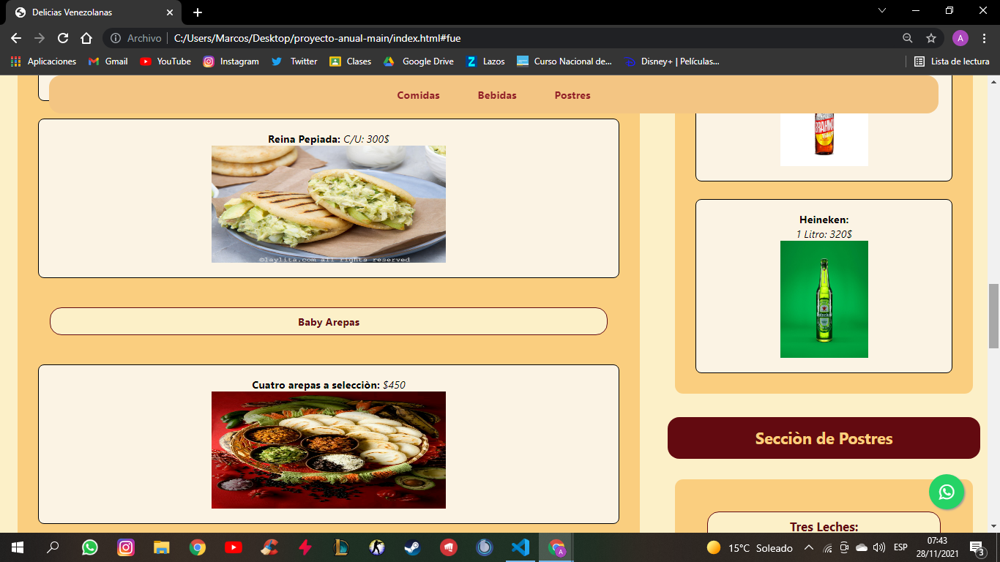 Delicias Venezolanas
Archivo
C:/Users/Marcos/Desktop/proyecto-anual-main/index.html#fue
A
Aplicaciones
Gmail
YouTube
Instagram
Twitter
Clases
Google Drive
Lazos
Curso Nacional de...
Disney+ | Películas...
Lista de lectura
Comidas
Bebidas
Postres
Reina Pepiada: C/U: 300$
©laylita.com all rights reserved
Baby Arepas
Cuatro arepas a selecciòn: $450
BRAHMA
Heineken:
1 Litro: 320$
Heineken
Secciòn de Postres
Tres Leches:
A
15°C Soleado
ESP
07:43
28/11/2021
3